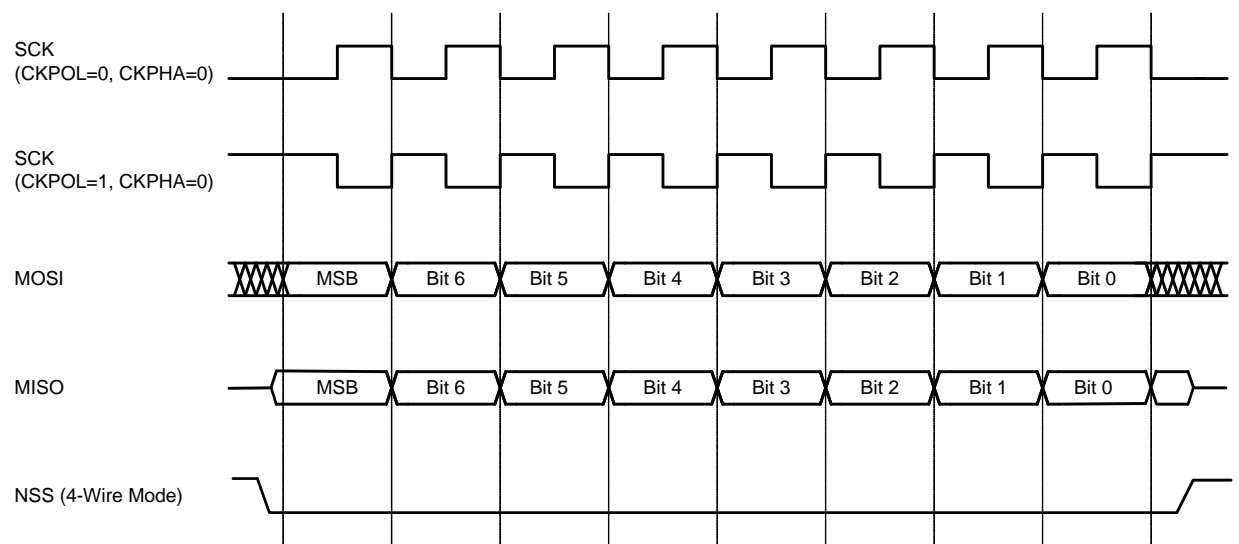 SCK
(CKPOL=0, CKPHA=0)
SCK
(CKPOL=1, CKPHA=0)
MOSI
MSB Bit 6 Bit 5 Bit 4 Bit 3 Bit 2 Bit 1 Bit 0
MISO
MSB Bit 6 Bit 5 Bit 4 Bit 3 Bit 2 Bit 1 Bit 0
NSS (4-Wire Mode)